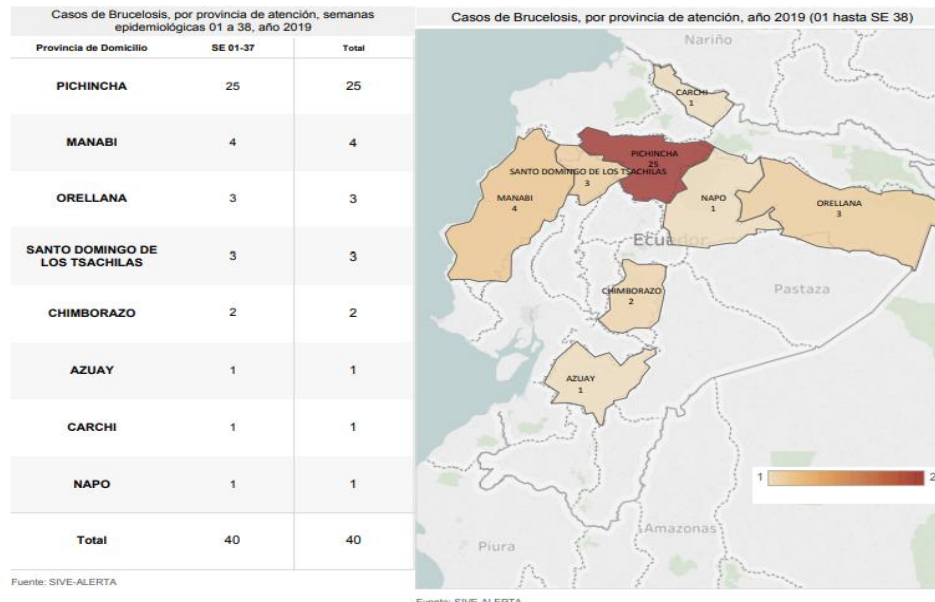 Casos de Brucelosis, por provincia de atención, semanas
epidemiológicas 01 a 38, año 2019
Provincia de Domicilio SE 01-37 Total
PICHINCHA 25 25
MANABI 4 4
ORELLANA 3 3
SANTO DOMINGO DE
LOS TSACHILAS 3 3
CHIMBORAZO 2 2
AZUAY 1 1
CARCHI 1 1
NAPO 1 1
Total 40 40
Fuente: SIVE-ALERTA
Casos de Brucelosis, por provincia de atención, año 2019 (01 hasta SE 38)
Nariño
CARCHI
1
PICHINCHA
25
SANTO DOMINGO DE LOS TSACHILAS
3
MANABI
4
NAPO
1
ORELLANA
3
Ecuador
CHIMBORAZO
2
Pastaza
AZUAY
1
1 2
Amazonas
Piura
Fuente: SIVE-ALERTA